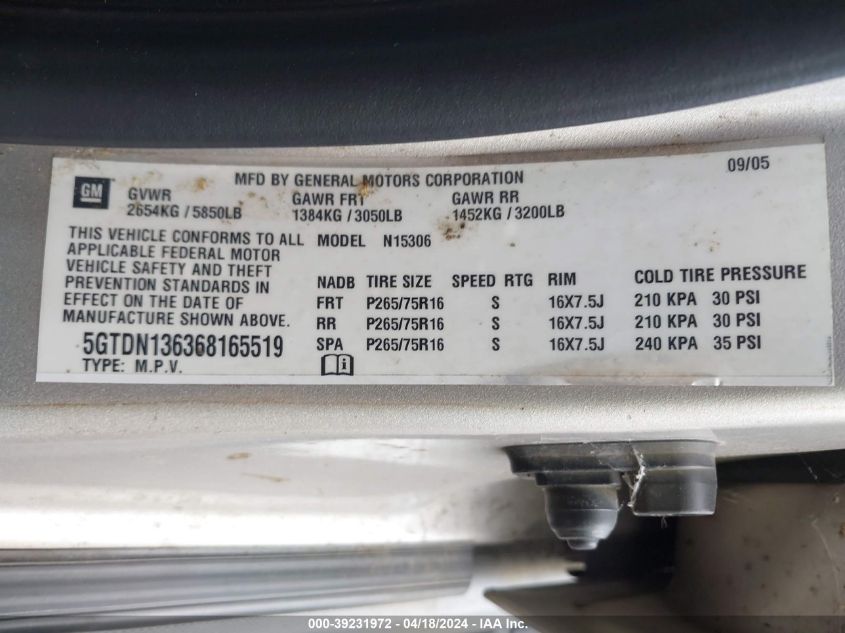 MFD BY GENERAL MOTORS CORPORATION 09/05
GM
GVWR GAWR FRT GAWR RR
2654KG / 5850LB 1384KG / 3050LB 1452KG / 3200LB
THIS VEHICLE CONFORMS TO ALL
APPLICABLE FEDERAL MOTOR
VEHICLE SAFETY AND THEFT
PREVENTION STANDARDS IN
EFFECT ON THE DATE OF
MANUFACTURE SHOWN ABOVE.
5GTDN136368165519
TYPE: M.P.V.
MODEL N15306
NADB TIRE SIZE SPEED RTG RIM COLD TIRE PRESSURE
FRT P265/75R16 S 16X7.5J 210 KPA 30 PSI
RR P265/75R16 S 16X7.5J 210 KPA 30 PSI
SPA P265/75R16 S 16X7.5J 240 KPA 35 PSI
i
000-39231972 - 04/18/2024 - IAA Inc.